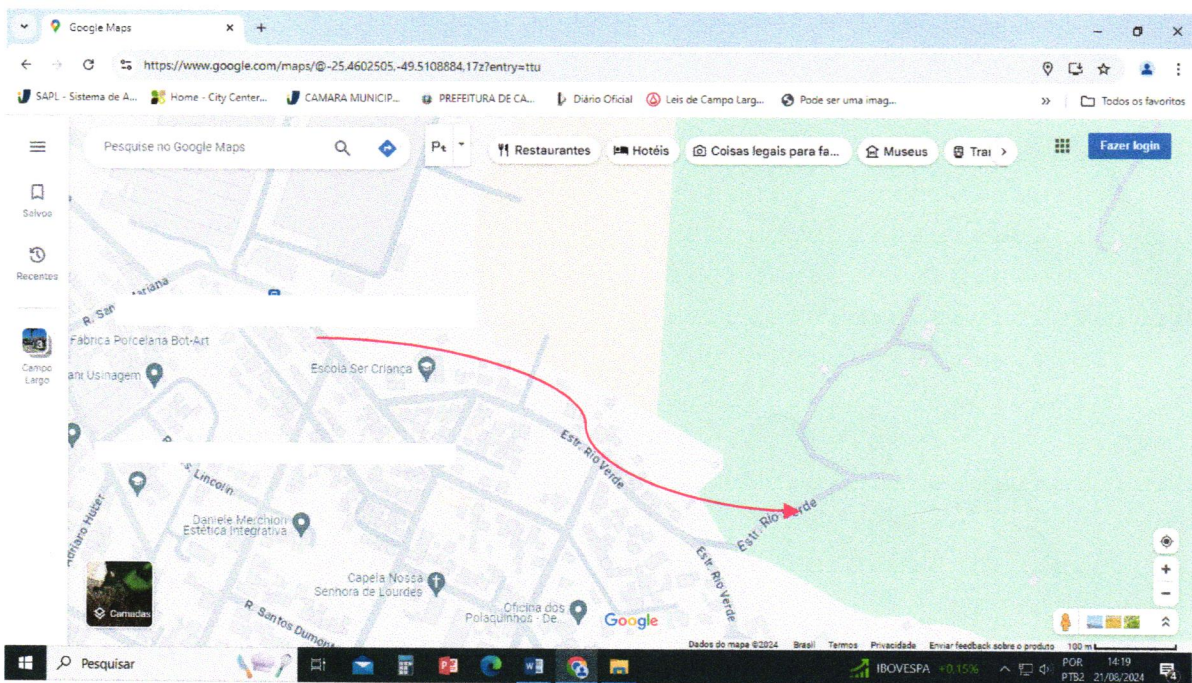 Google Maps
https://www.google.com/maps/@-25.4602505,-49.5108884,17z?entry=ttu
SAPL - Sistema de A...
Home - City Center...
CAMARA MUNICIP...
PREFEITURA DE CA...
Diário Oficial
Leis de Campo Larg...
Pode ser uma imag...
»
Todos os favoritos
Pesquise no Google Maps
Restaurantes
Hotéis
Coisas legais para fa...
Museus
Fazer login
Salvos
Recentes
Campo
Largo
Fábrica Porcelana Bot-Art
Escola Ser Criança
Usinagem
Estr. Rio Verde
Lincoln
Daniele Merchiori
Estética Integrativa
Estr. Rio Verde
Estr. Rio Verde
Capela Nossa
Senhora de Lourdes
Oficina dos
Polaquinhos - De...
R. Santos Dumont
Camadas
Google
Dados do mapa ©2024 Brasil Termos Privacidade Enviar feedback sobre o produto 100 m
Pesquisar
IBOVESPA +0,15%
POR
PTB2
14:19
21/08/2024